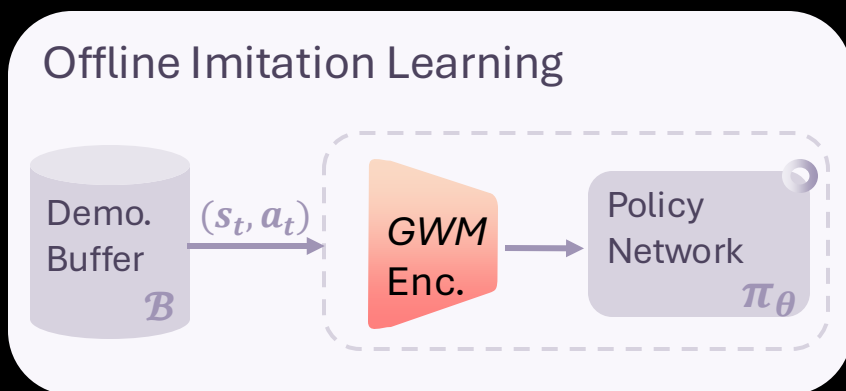 Offline Imitation Learning
Demo.
Buffer
ℬ
(sₜ, aₜ)
GWM
Enc.
Policy
Network
π_θ